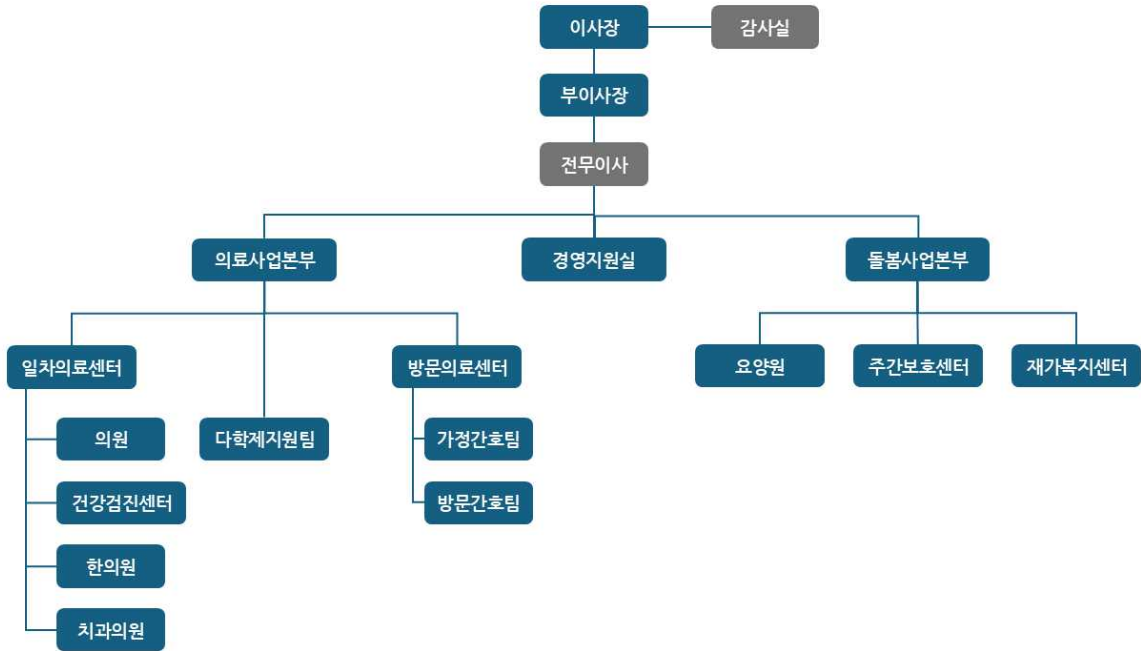 이사장
감사실
부이사장
전무이사
의료사업본부
경영지원실
돌봄사업본부
일차의료센터
방문의료센터
요양원
주간보호센터
재가복지센터
의원
다학제지원팀
가정간호팀
건강검진센터
방문간호팀
한의원
치과의원